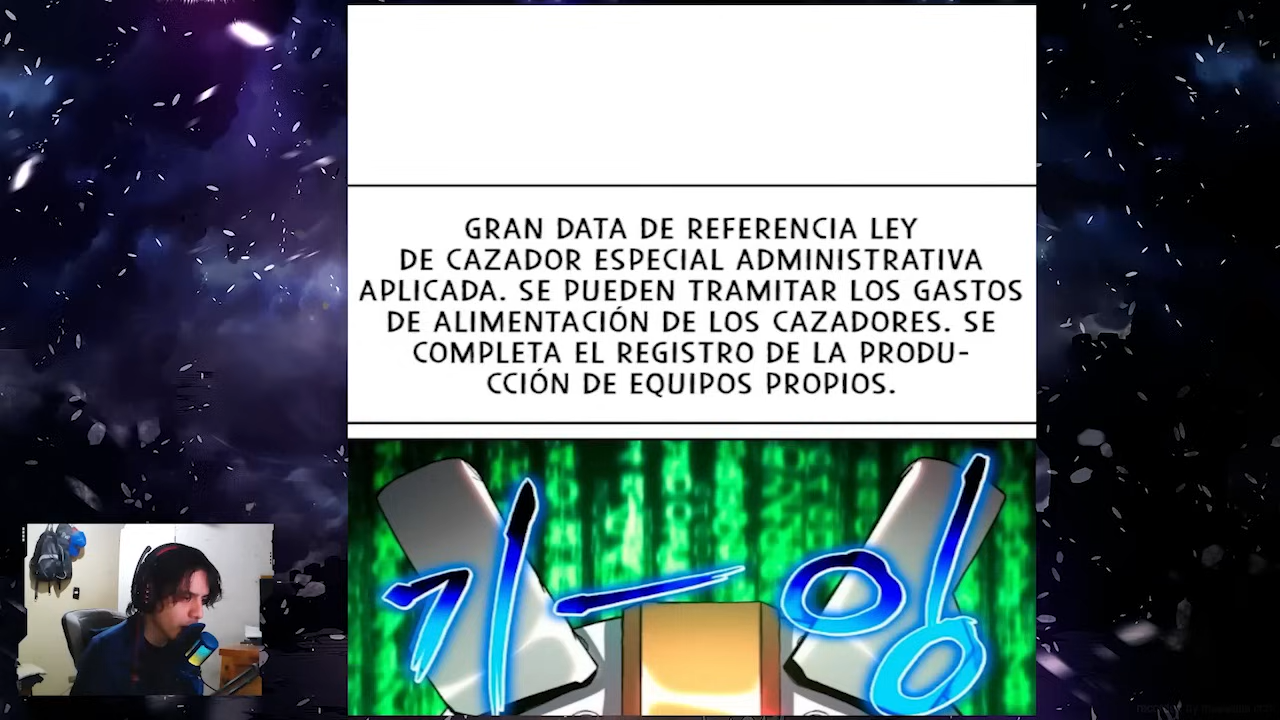 GRAN DATA DE REFERENCIA LEY
DE CAZADOR ESPECIAL ADMINISTRATIVA
APLICADA. SE PUEDEN TRAMITAR LOS GASTOS
DE ALIMENTACIÓN DE LOS CAZADORES. SE
COMPLETA EL REGISTRO DE LA PRODU-
CCIÓN DE EQUIPOS PROPIOS.
기-잉